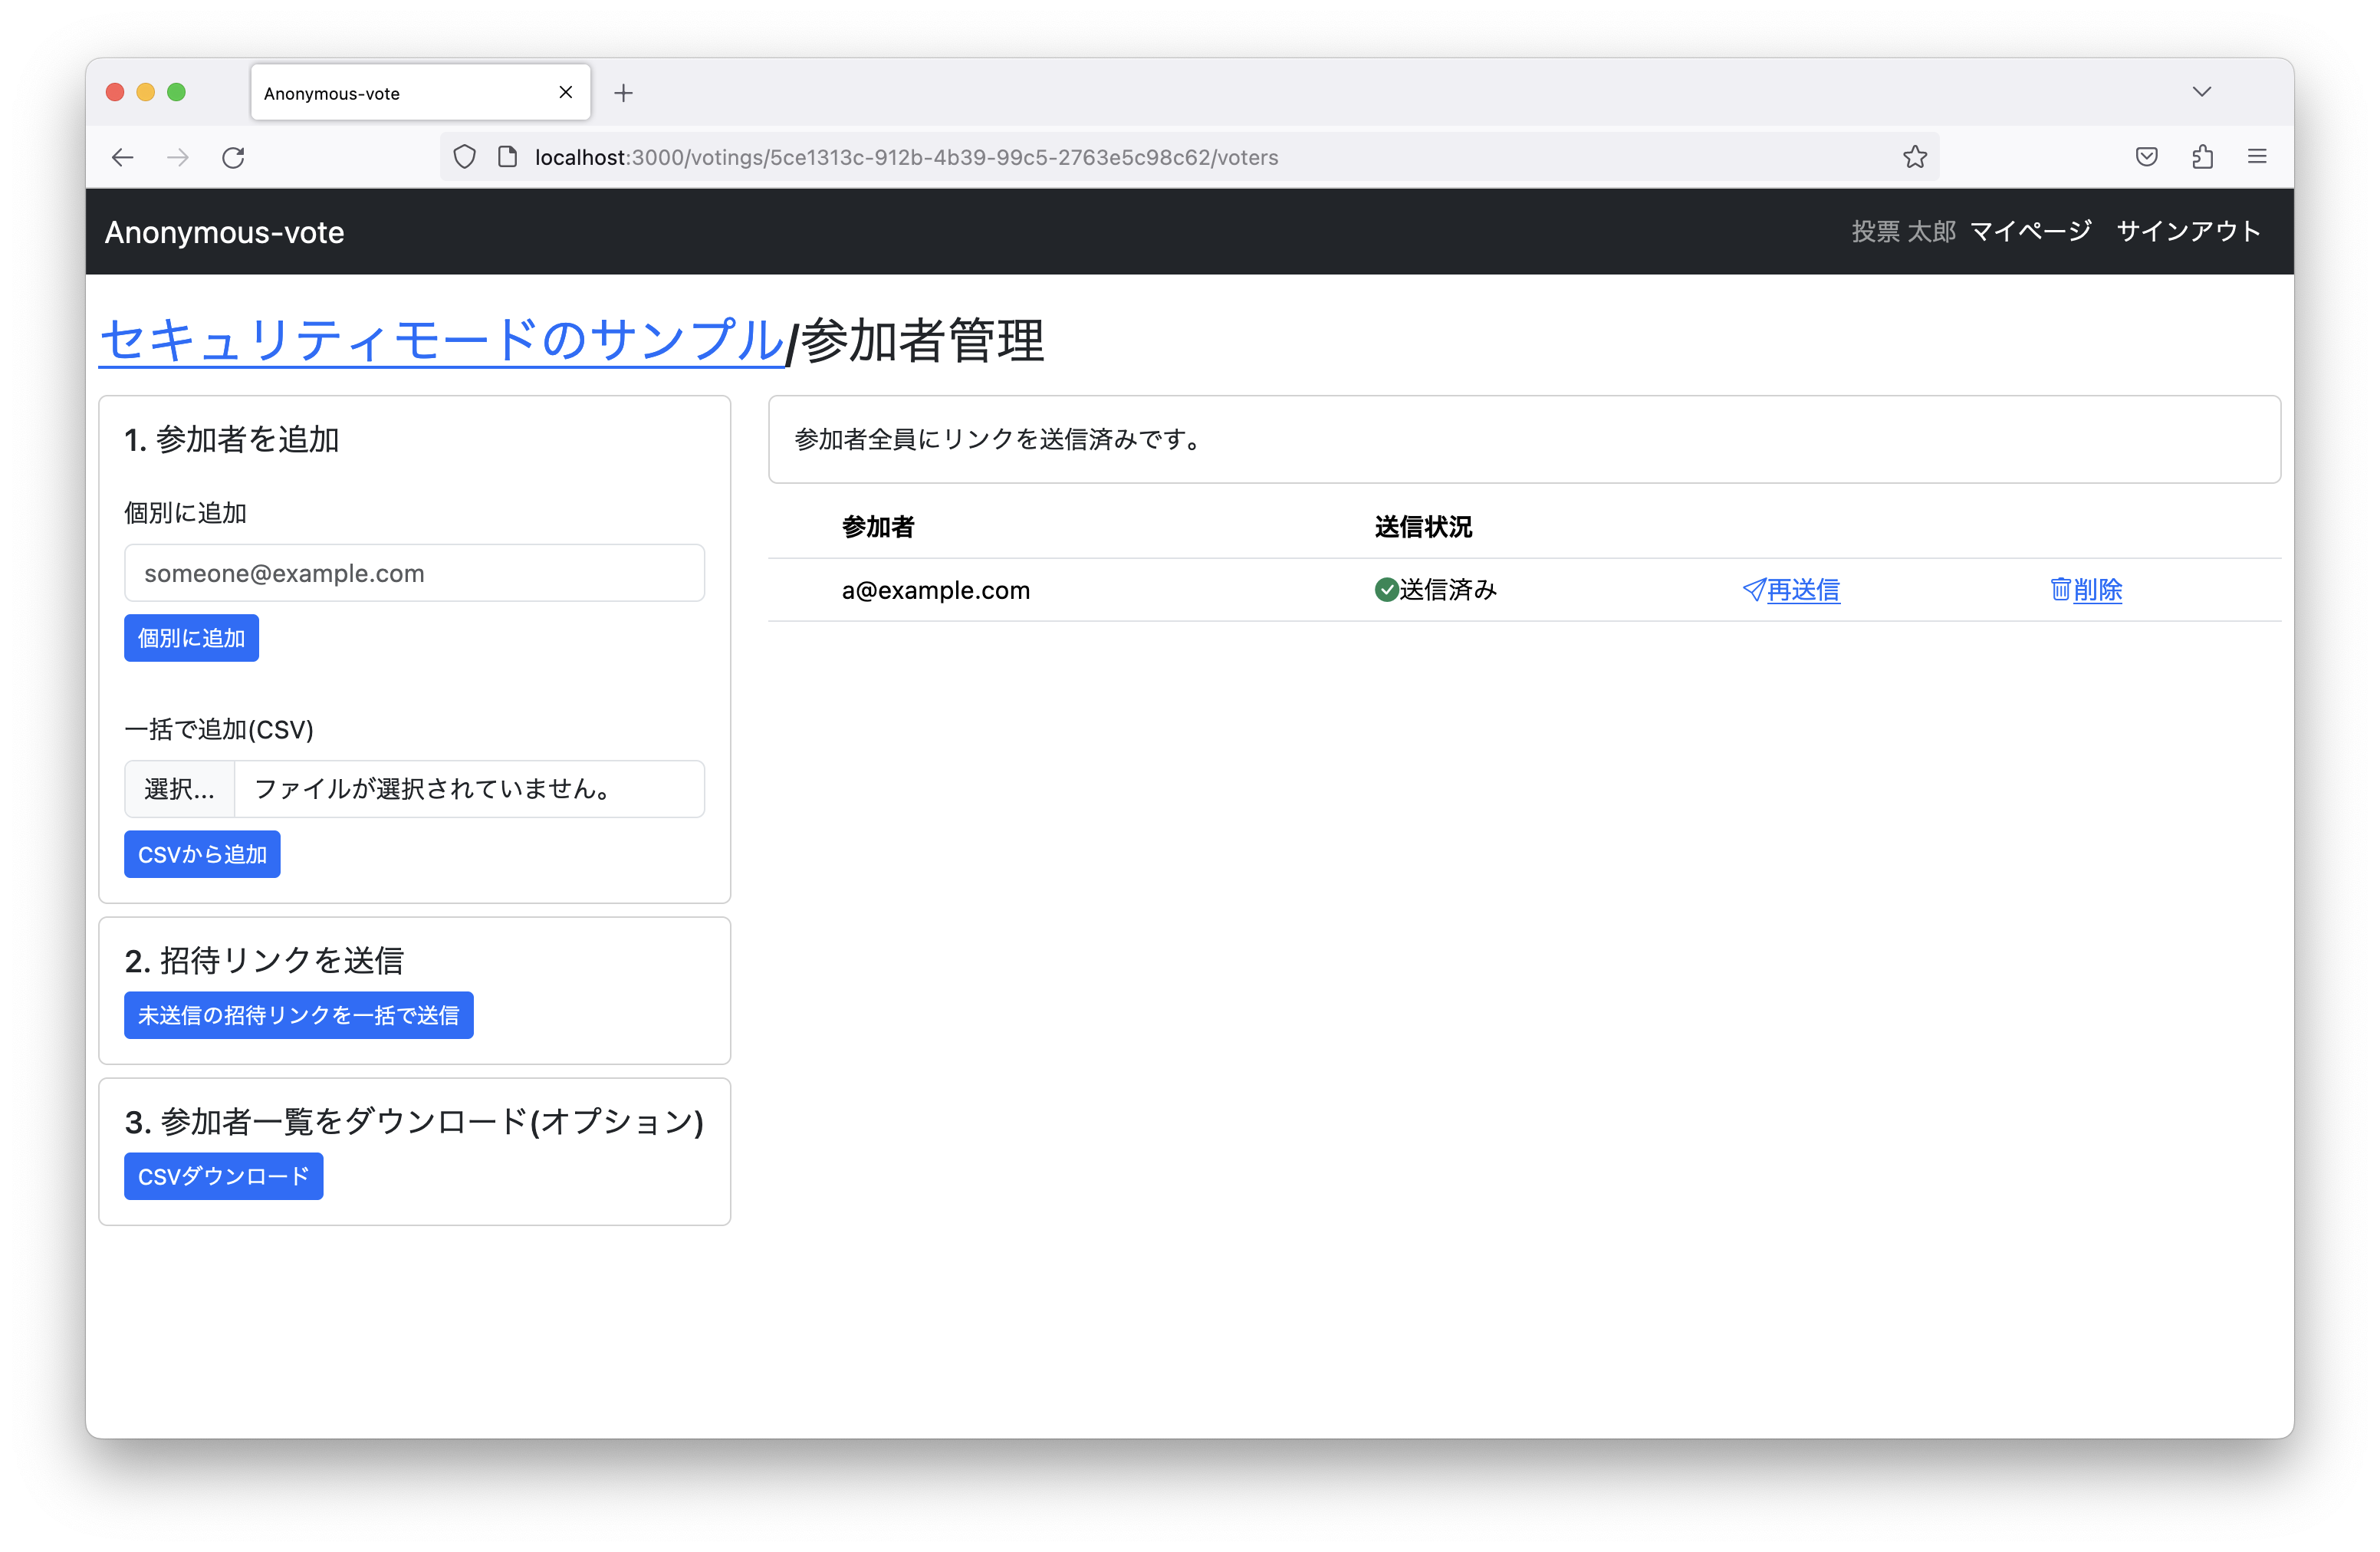 Anonymous-vote
localhost:3000/votings/5ce1313c-912b-4b39-99c5-2763e5c98c62/voters
Anonymous-vote
投票 太郎 マイページ サインアウト
セキュリティモードのサンプル/参加者管理
1. 参加者を追加
個別に追加
someone@example.com
個別に追加
一括で追加(CSV)
選択... ファイルが選択されていません。
CSVから追加
2. 招待リンクを送信
未送信の招待リンクを一括で送信
3. 参加者一覧をダウンロード(オプション)
CSVダウンロード
参加者全員にリンクを送信済みです。
参加者 送信状況
a@example.com 送信済み 再送信 削除